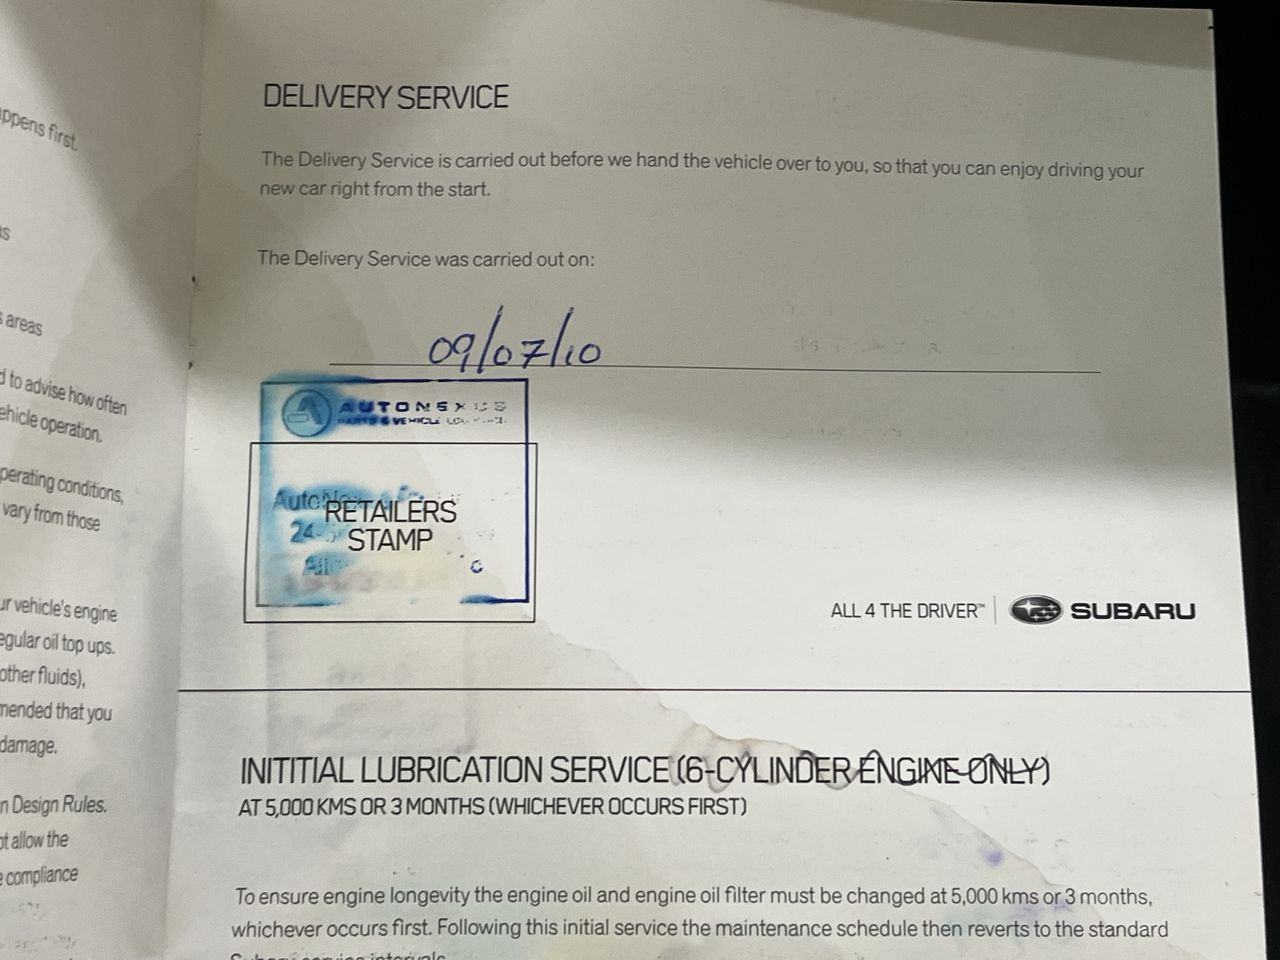 ppens first.
s
areas
d to advise how often
ehicle operation.
perating conditions,
vary from those
ur vehicle's engine
egular oil top ups.
other fluids),
mended that you
damage.
n Design Rules.
ot allow the
e compliance
DELIVERY SERVICE
The Delivery Service is carried out before we hand the vehicle over to you, so that you can enjoy driving your
new car right from the start.
The Delivery Service was carried out on:
09/07/10
AUTONEXUS
PARTS & VEHICLE
Auto
RETAILERS
24-
STAMP
ALL 4 THE DRIVER™ SUBARU
INITITIAL LUBRICATION SERVICE (6-CYLINDER ENGINE ONLY)
AT 5,000 KMS OR 3 MONTHS (WHICHEVER OCCURS FIRST)
To ensure engine longevity the engine oil and engine oil filter must be changed at 5,000 kms or 3 months,
whichever occurs first. Following this initial service the maintenance schedule then reverts to the standard
Subaru service intervals.